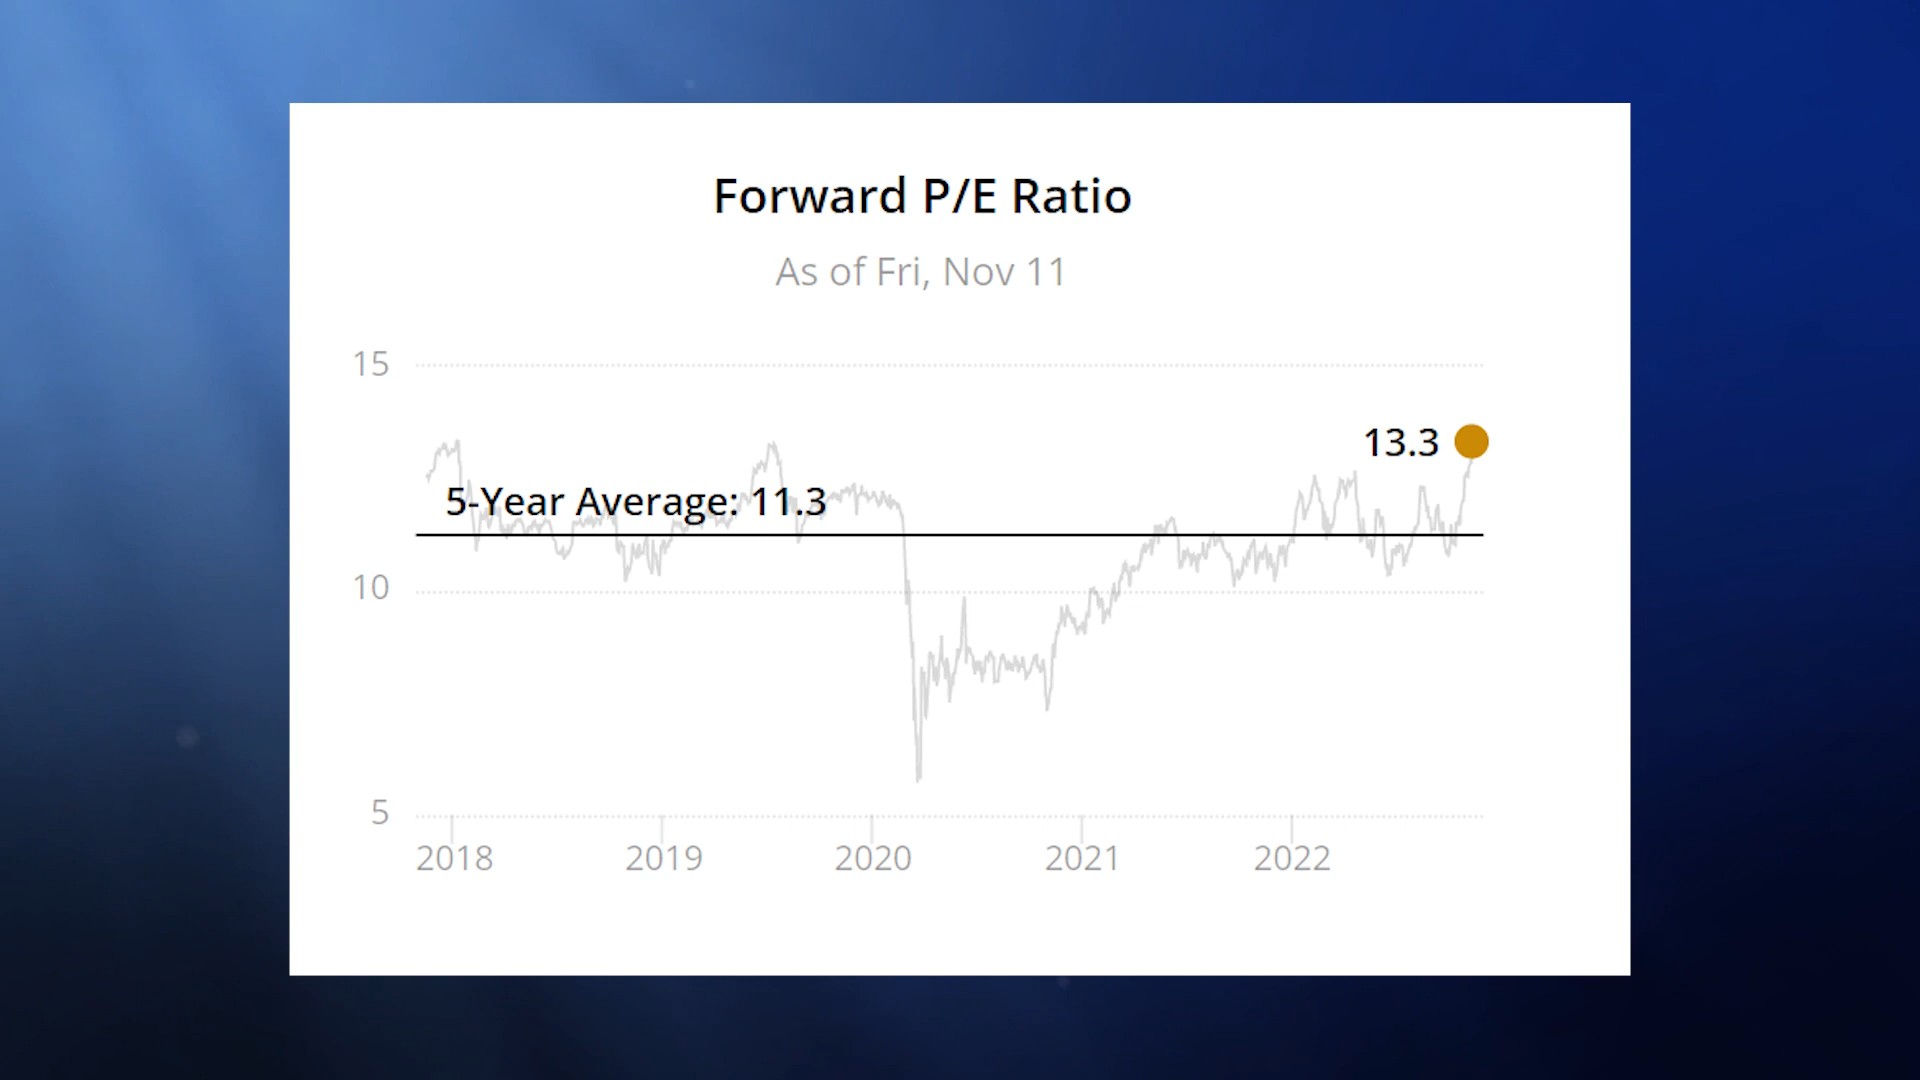 Forward P/E Ratio
As of Fri, Nov 11
15
13.3
5-Year Average: 11.3
10
5
2018 2019 2020 2021 2022